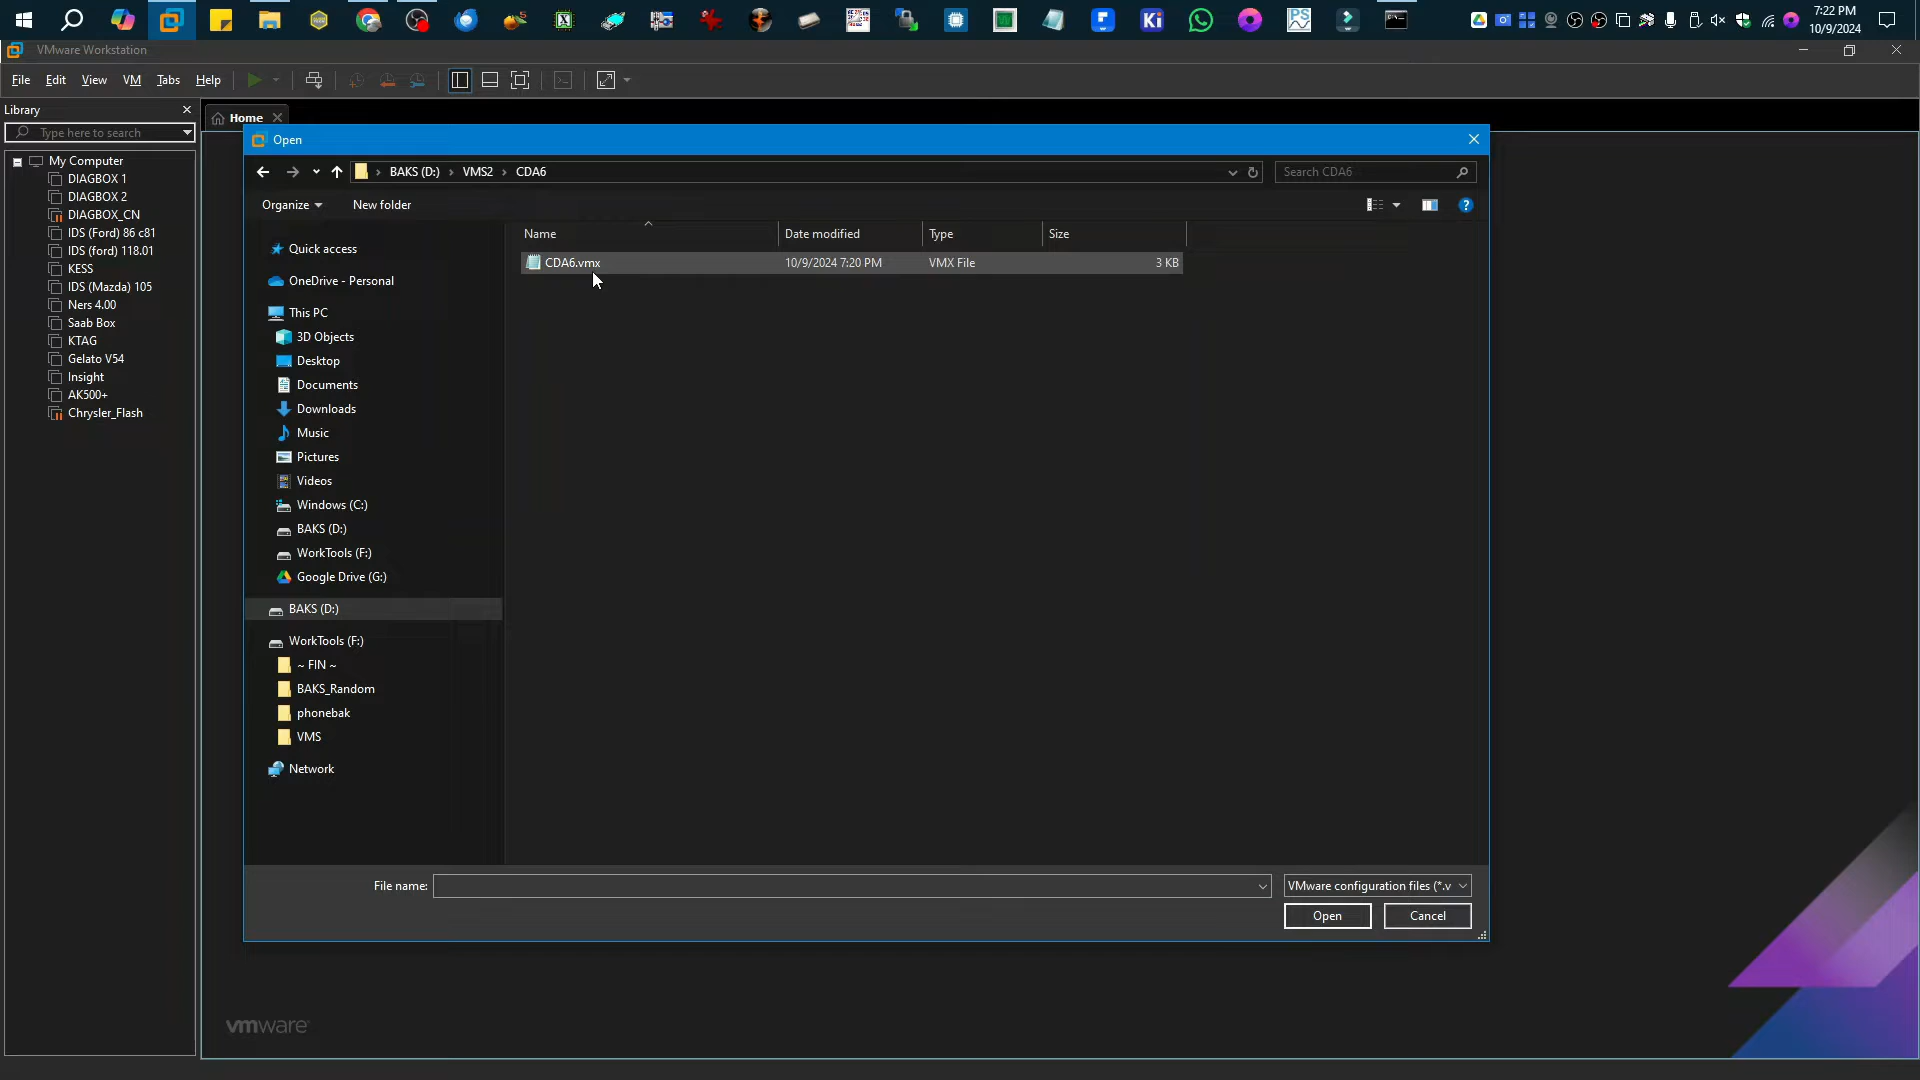 7:22 PM
10/9/2024
VMware Workstation
File Edit View VM Tabs Help
Library
Type here to search
My Computer
DIAGBOX 1
DIAGBOX 2
DIAGBOX_CN
IDS (Ford) 86 c81
IDS (ford) 118.01
KESS
IDS (Mazda) 105
Ners 4.00
Saab Box
KTAG
Gelato V54
Insight
AK500+
Chrysler_Flash
Home
Open
BAKS (D:) › VMS2 › CDA6
Search CDA6
Organize New folder
Name Date modified Type Size
CDA6.vmx 10/9/2024 7:20 PM VMX File 3 KB
Quick access
OneDrive - Personal
This PC
3D Objects
Desktop
Documents
Downloads
Music
Pictures
Videos
Windows (C:)
BAKS (D:)
WorkTools (F:)
Google Drive (G:)
BAKS (D:)
WorkTools (F:)
~ FIN ~
BAKS_Random
phonebak
VMS
Network
File name:
VMware configuration files (*.v
Open Cancel
vmware